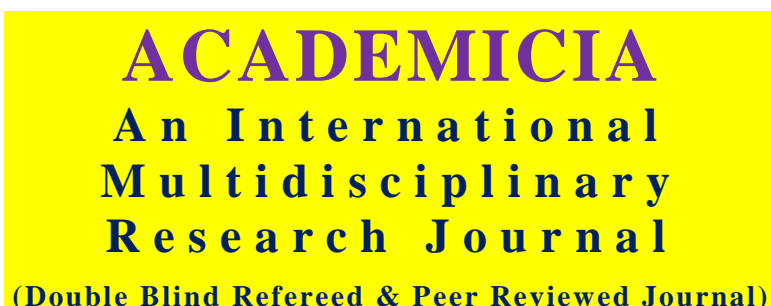 ACADEMICIA
An International
Multidisciplinary
Research Journal
(Double Blind Refereed & Peer Reviewed Journal)